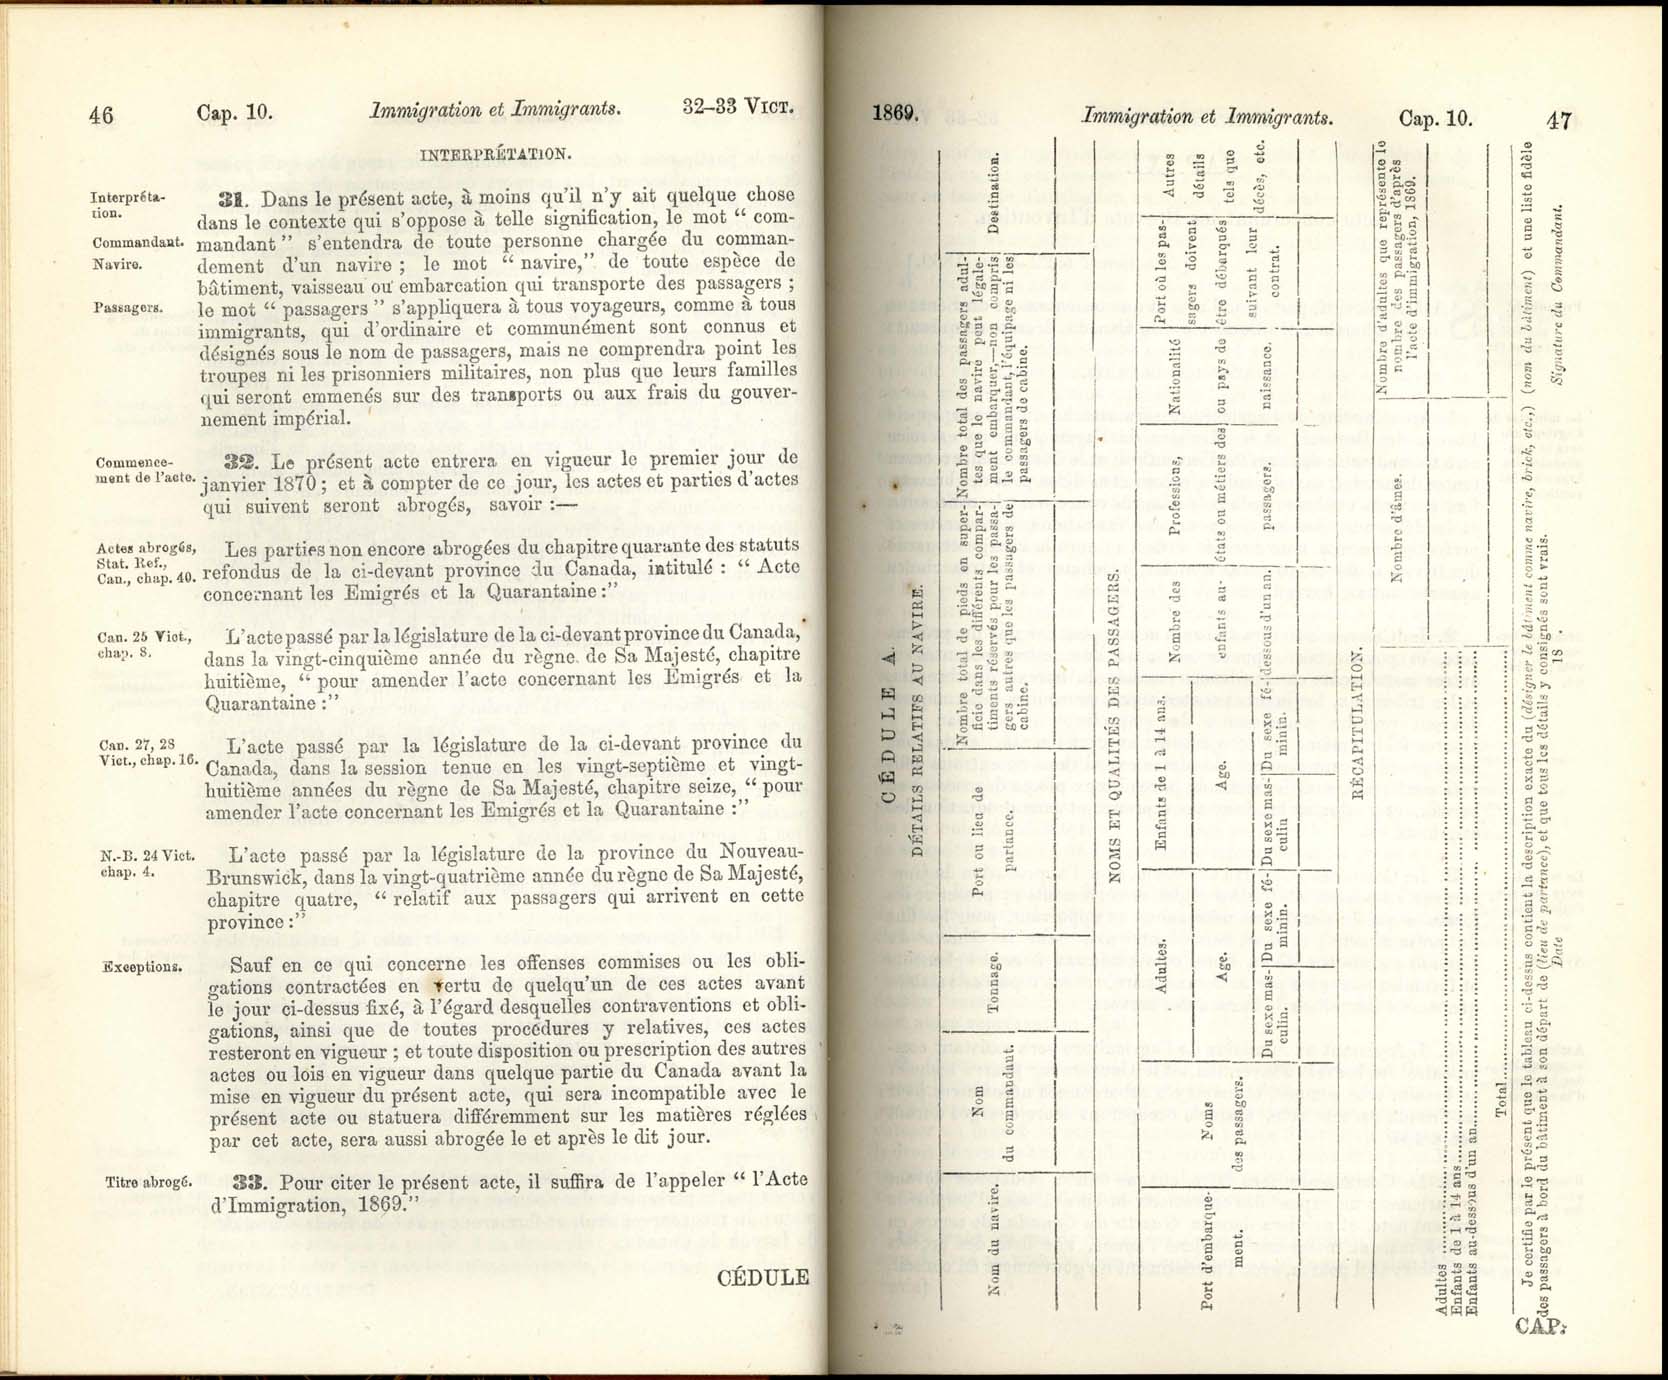 46 Cap. 10. Immigration et Immigrants. 32–33 VICT.
INTERPRÉTATION.
Interpréta-
tion.
Commandant.
Navire.
Passagers.
31. Dans le présent acte, à moins qu'il n'y ait quelque chose
dans le contexte qui s'oppose à telle signification, le mot “ com-
mandant ” s'entendra de toute personne chargée du comman-
dement d'un navire ; le mot “ navire,” de toute espèce de
bâtiment, vaisseau ou embarcation qui transporte des passagers ;
le mot “ passagers ” s'appliquera à tous voyageurs, comme à tous
immigrants, qui d'ordinaire et communément sont connus et
désignés sous le nom de passagers, mais ne comprendra point les
troupes ni les prisonniers militaires, non plus que leurs familles
qui seront emmenés sur des transports ou aux frais du gouver-
nement impérial.
Commence-
ment de l'acte.
32. Le présent acte entrera en vigueur le premier jour de
janvier 1870 ; et à compter de ce jour, les actes et parties d'actes
qui suivent seront abrogés, savoir :—
Actes abrogés,
Stat. Ref.,
Can., chap. 40.
Les parties non encore abrogées du chapitre quarante des statuts
refondus de la ci-devant province du Canada, intitulé : “ Acte
concernant les Emigrés et la Quarantaine :”
Can. 25 Vict.,
chap. 8.
L'acte passé par la législature de la ci-devant province du Canada,
dans la vingt-cinquième année du règne de Sa Majesté, chapitre
huitième, “ pour amender l'acte concernant les Emigrés et la
Quarantaine :”
Can. 27, 28
Vict., chap. 16.
L'acte passé par la législature de la ci-devant province du
Canada, dans la session tenue en les vingt-septième et vingt-
huitième années du règne de Sa Majesté, chapitre seize, “ pour
amender l'acte concernant les Emigrés et la Quarantaine :”
N.-B. 24 Vict.
chap. 4.
L'acte passé par la législature de la province du Nouveau-
Brunswick, dans la vingt-quatrième année du règne de Sa Majesté,
chapitre quatre, “ relatif aux passagers qui arrivent en cette
province :”
Exceptions.
Sauf en ce qui concerne les offenses commises ou les obli-
gations contractées en vertu de quelqu'un de ces actes avant
le jour ci-dessus fixé, à l'égard desquelles contraventions et obli-
gations, ainsi que de toutes procédures y relatives, ces actes
resteront en vigueur ; et toute disposition ou prescription des autres
actes ou lois en vigueur dans quelque partie du Canada avant la
mise en vigueur du présent acte, qui sera incompatible avec le
présent acte ou statuera différemment sur les matières réglées
par cet acte, sera aussi abrogée le et après le dit jour.
Titre abrogé.
33. Pour citer le présent acte, il suffira de l'appeler “ l'Acte
d'Immigration, 1869.”
CÉDULE
1869. Immigration et Immigrants. Cap. 10. 47
CÉDULE A.
DÉTAILS RELATIFS AU NAVIRE.
Nom du navire.
Nom
du commandant.
Tonnage.
Port ou lieu de
partance.
Nombre total de pieds en super-
ficie dans les différents compar-
timents réservés pour les passa-
gers autres que les passagers de
cabine.
Nombre total des passagers adul-
tes que le navire peut légale-
ment embarquer,—non compris
le commandant, l'équipage ni les
passagers de cabine.
Destination.
NOMS ET QUALITÉS DES PASSAGERS.
Port d'embarque-
ment.
Noms
des passagers.
Adultes.
Age.
Du sexe mas-
culin.
Du sexe fé-
minin.
Enfants de 1 à 14 ans.
Age.
Du sexe mas-
culin
Du sexe fé-
minin.
Nombre des
enfants au-
dessous d'un an.
Professions,
états ou métiers des
passagers.
Nationalité
ou pays de
naissance.
Port où les pas-
sagers doivent
être débarqués
suivant leur
contrat.
Autres
détails
tels que
décès, etc.
RÉCAPITULATION.
Nombre d'âmes.
Nombre d'adultes que représente le
nombre des passagers d'après
l'acte d'immigration, 1869.
Adultes
Enfants de 1 à 14 ans
Enfants au-dessous d'un an
Total
Je certifie par le présent que le tableau ci-dessus contient la description exacte du (désigner le bâtiment comme navire, brick, etc.,) (nom du bâtiment) et une liste fidèle
des passagers à bord du bâtiment à son départ de (lieu de partance), et que tous les détails y consignés sont vrais.
Date 18 . Signature du Commandant.
CAP.